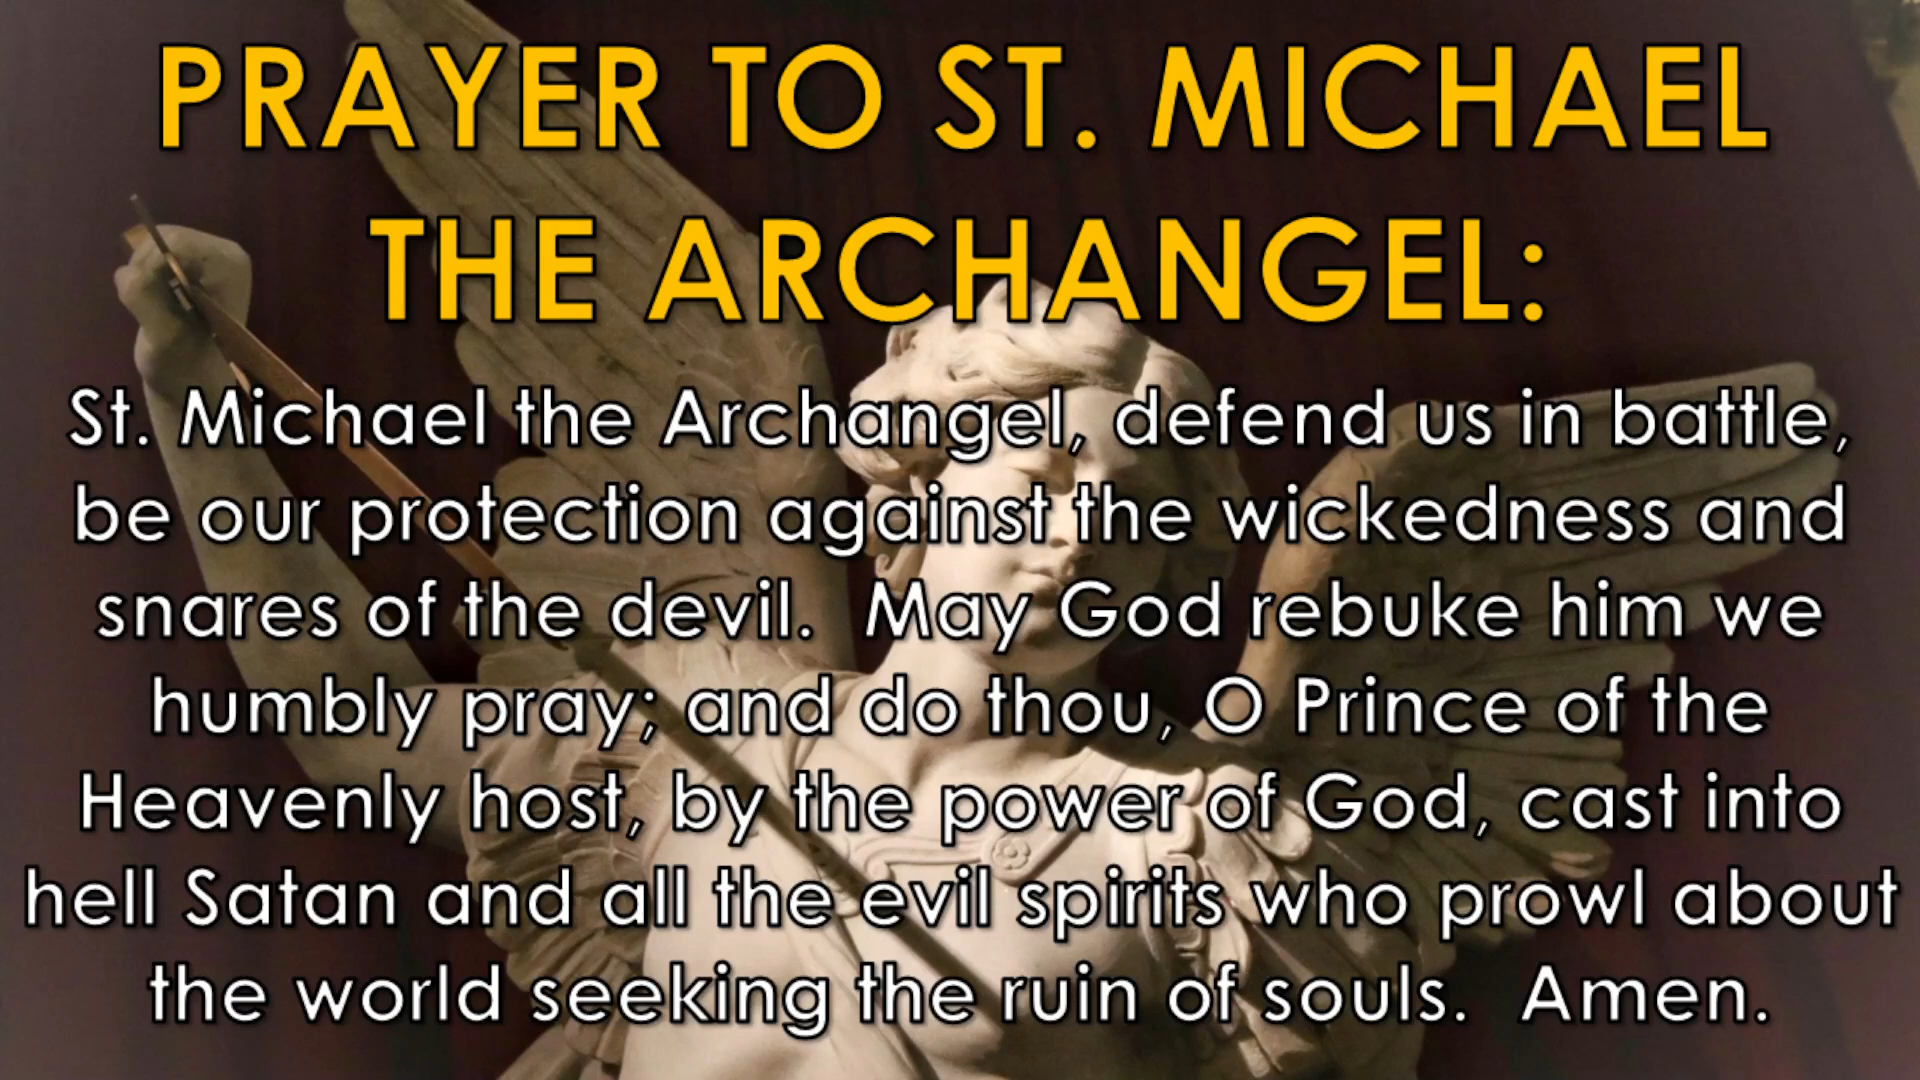 PRAYER TO ST. MICHAEL
THE ARCHANGEL:
St. Michael the Archangel, defend us in battle,
be our protection against the wickedness and
snares of the devil.  May God rebuke him we
humbly pray; and do thou, O Prince of the
Heavenly host, by the power of God, cast into
hell Satan and all the evil spirits who prowl about
the world seeking the ruin of souls.  Amen.